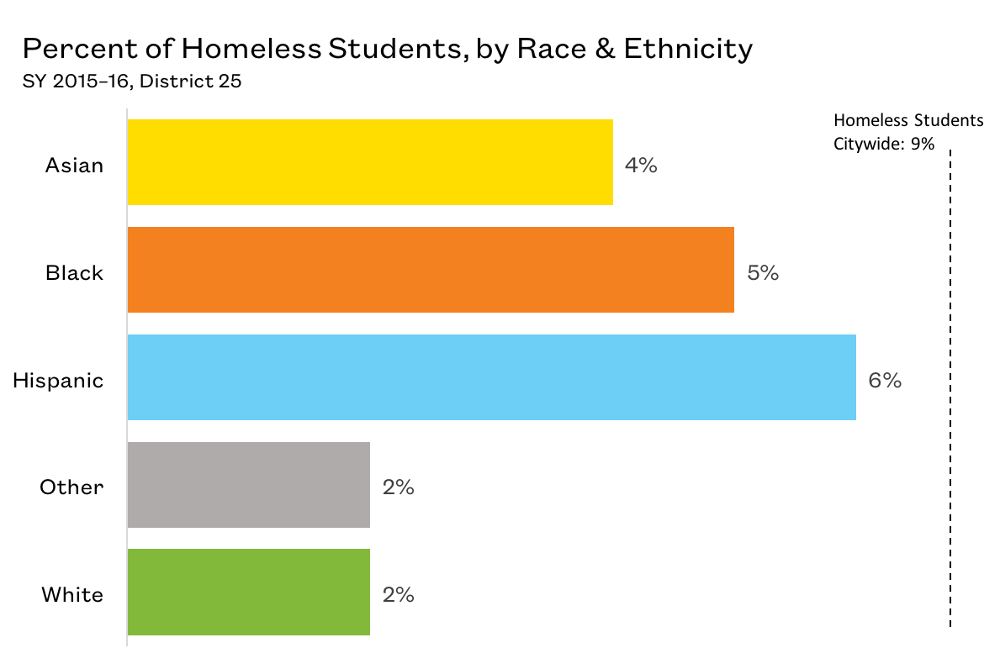 Percent of Homeless Students, by Race & Ethnicity
SY 2015–16, District 25
Homeless Students
Citywide: 9%
Asian 4%
Black 5%
Hispanic 6%
Other 2%
White 2%